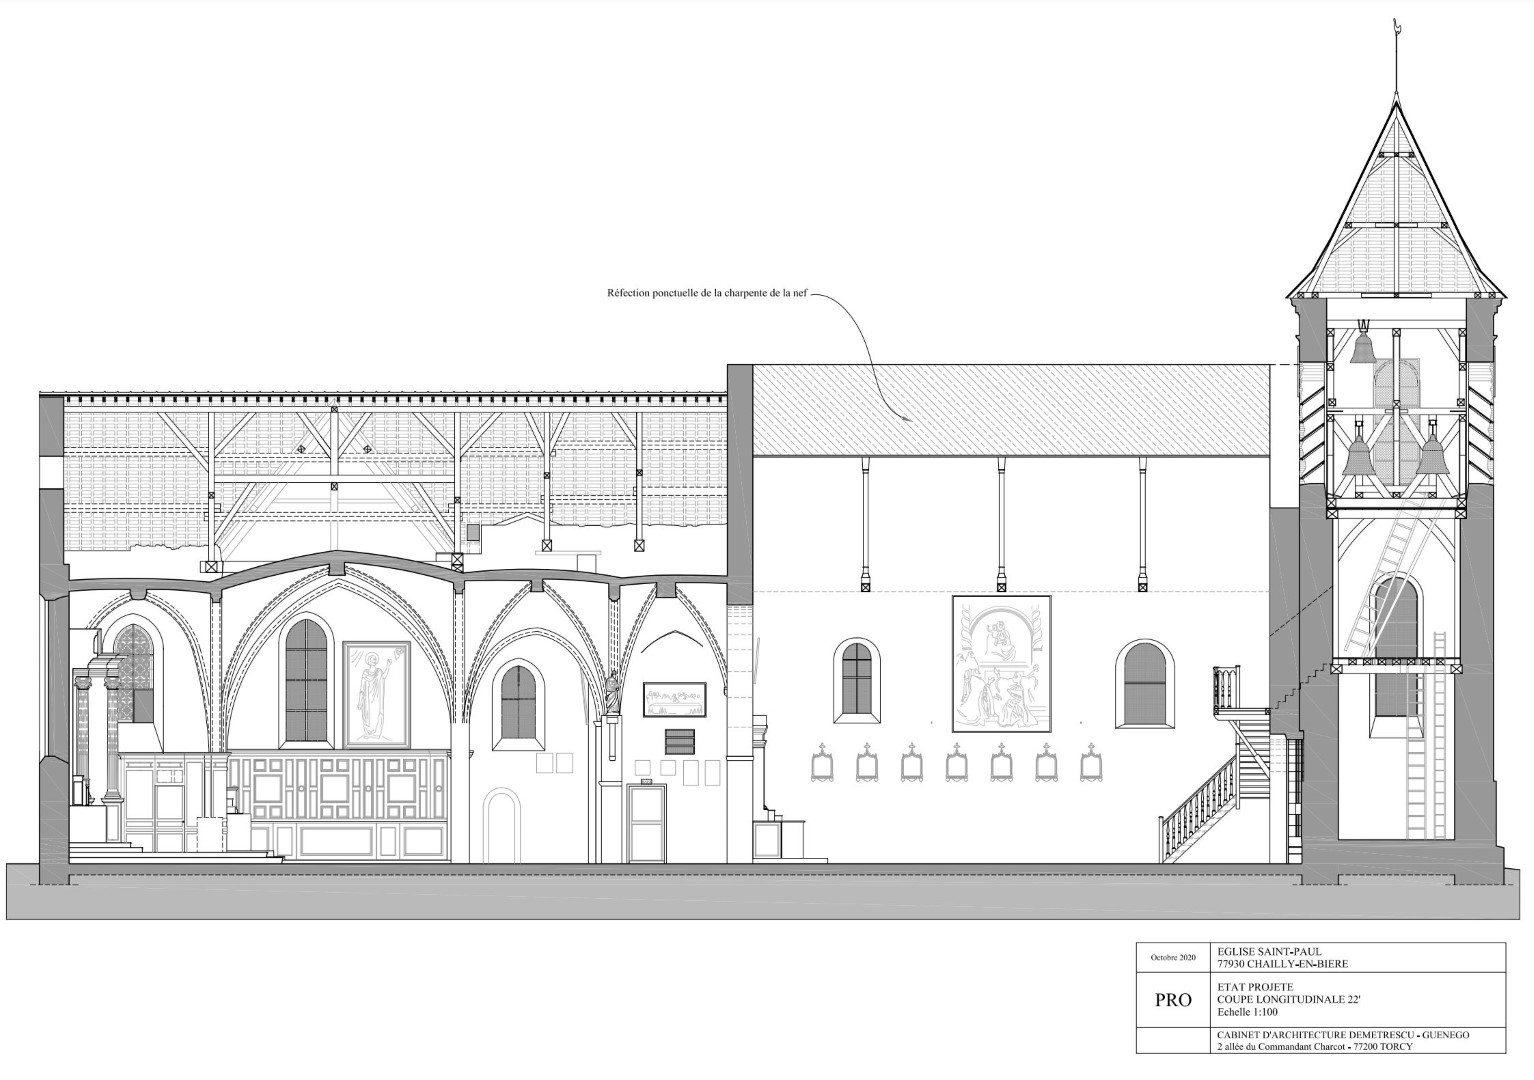 Réfection ponctuelle de la charpente de la nef
Octobre 2020
EGLISE SAINT-PAUL
77930 CHAILLY-EN-BIERE
PRO
ETAT PROJETE
COUPE LONGITUDINALE 22'
Echelle 1:100
CABINET D'ARCHITECTURE DEMETRESCU - GUENEGO
2 allée du Commandant Charcot - 77200 TORCY